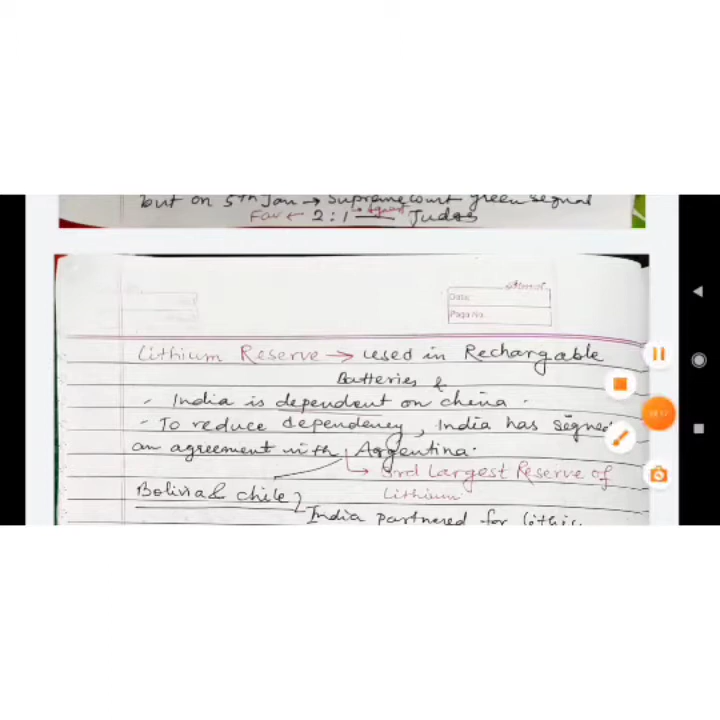 but on 5th Jan → Supreme court green signal
Fav ← 2:1 → against Judges
Date:
Page No.
Lithium Reserve → used in Rechargable
Batteries &
- India is dependent on china.
- To reduce dependency, India has signed
an agreement with Argentina.
→ 3rd largest Reserve of
Lithium
Bolivia & chile
India partnered for